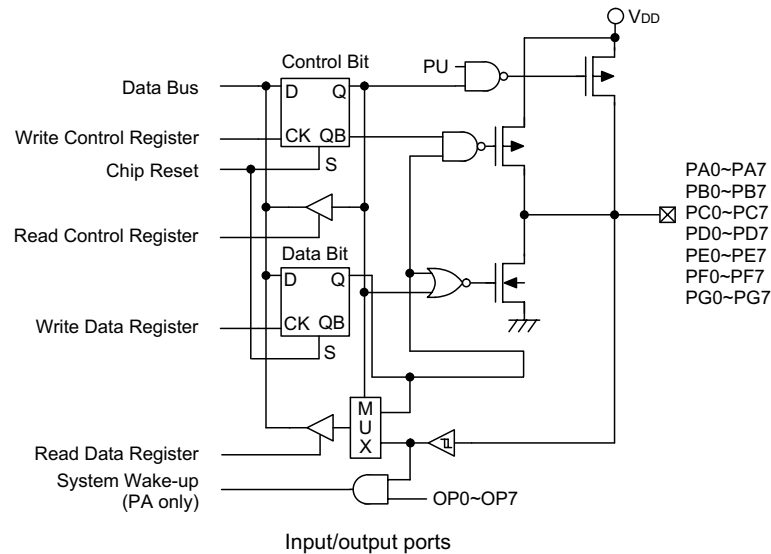 VDD
Control Bit
PU
Data Bus
D
Q
Write Control Register
CK
QB
Chip Reset
S
PA0~PA7
PB0~PB7
PC0~PC7
PD0~PD7
PE0~PE7
PF0~PF7
PG0~PG7
Read Control Register
Data Bit
D
Q
Write Data Register
CK
QB
S
M
U
X
Read Data Register
System Wake-up
(PA only)
OP0~OP7
Input/output ports